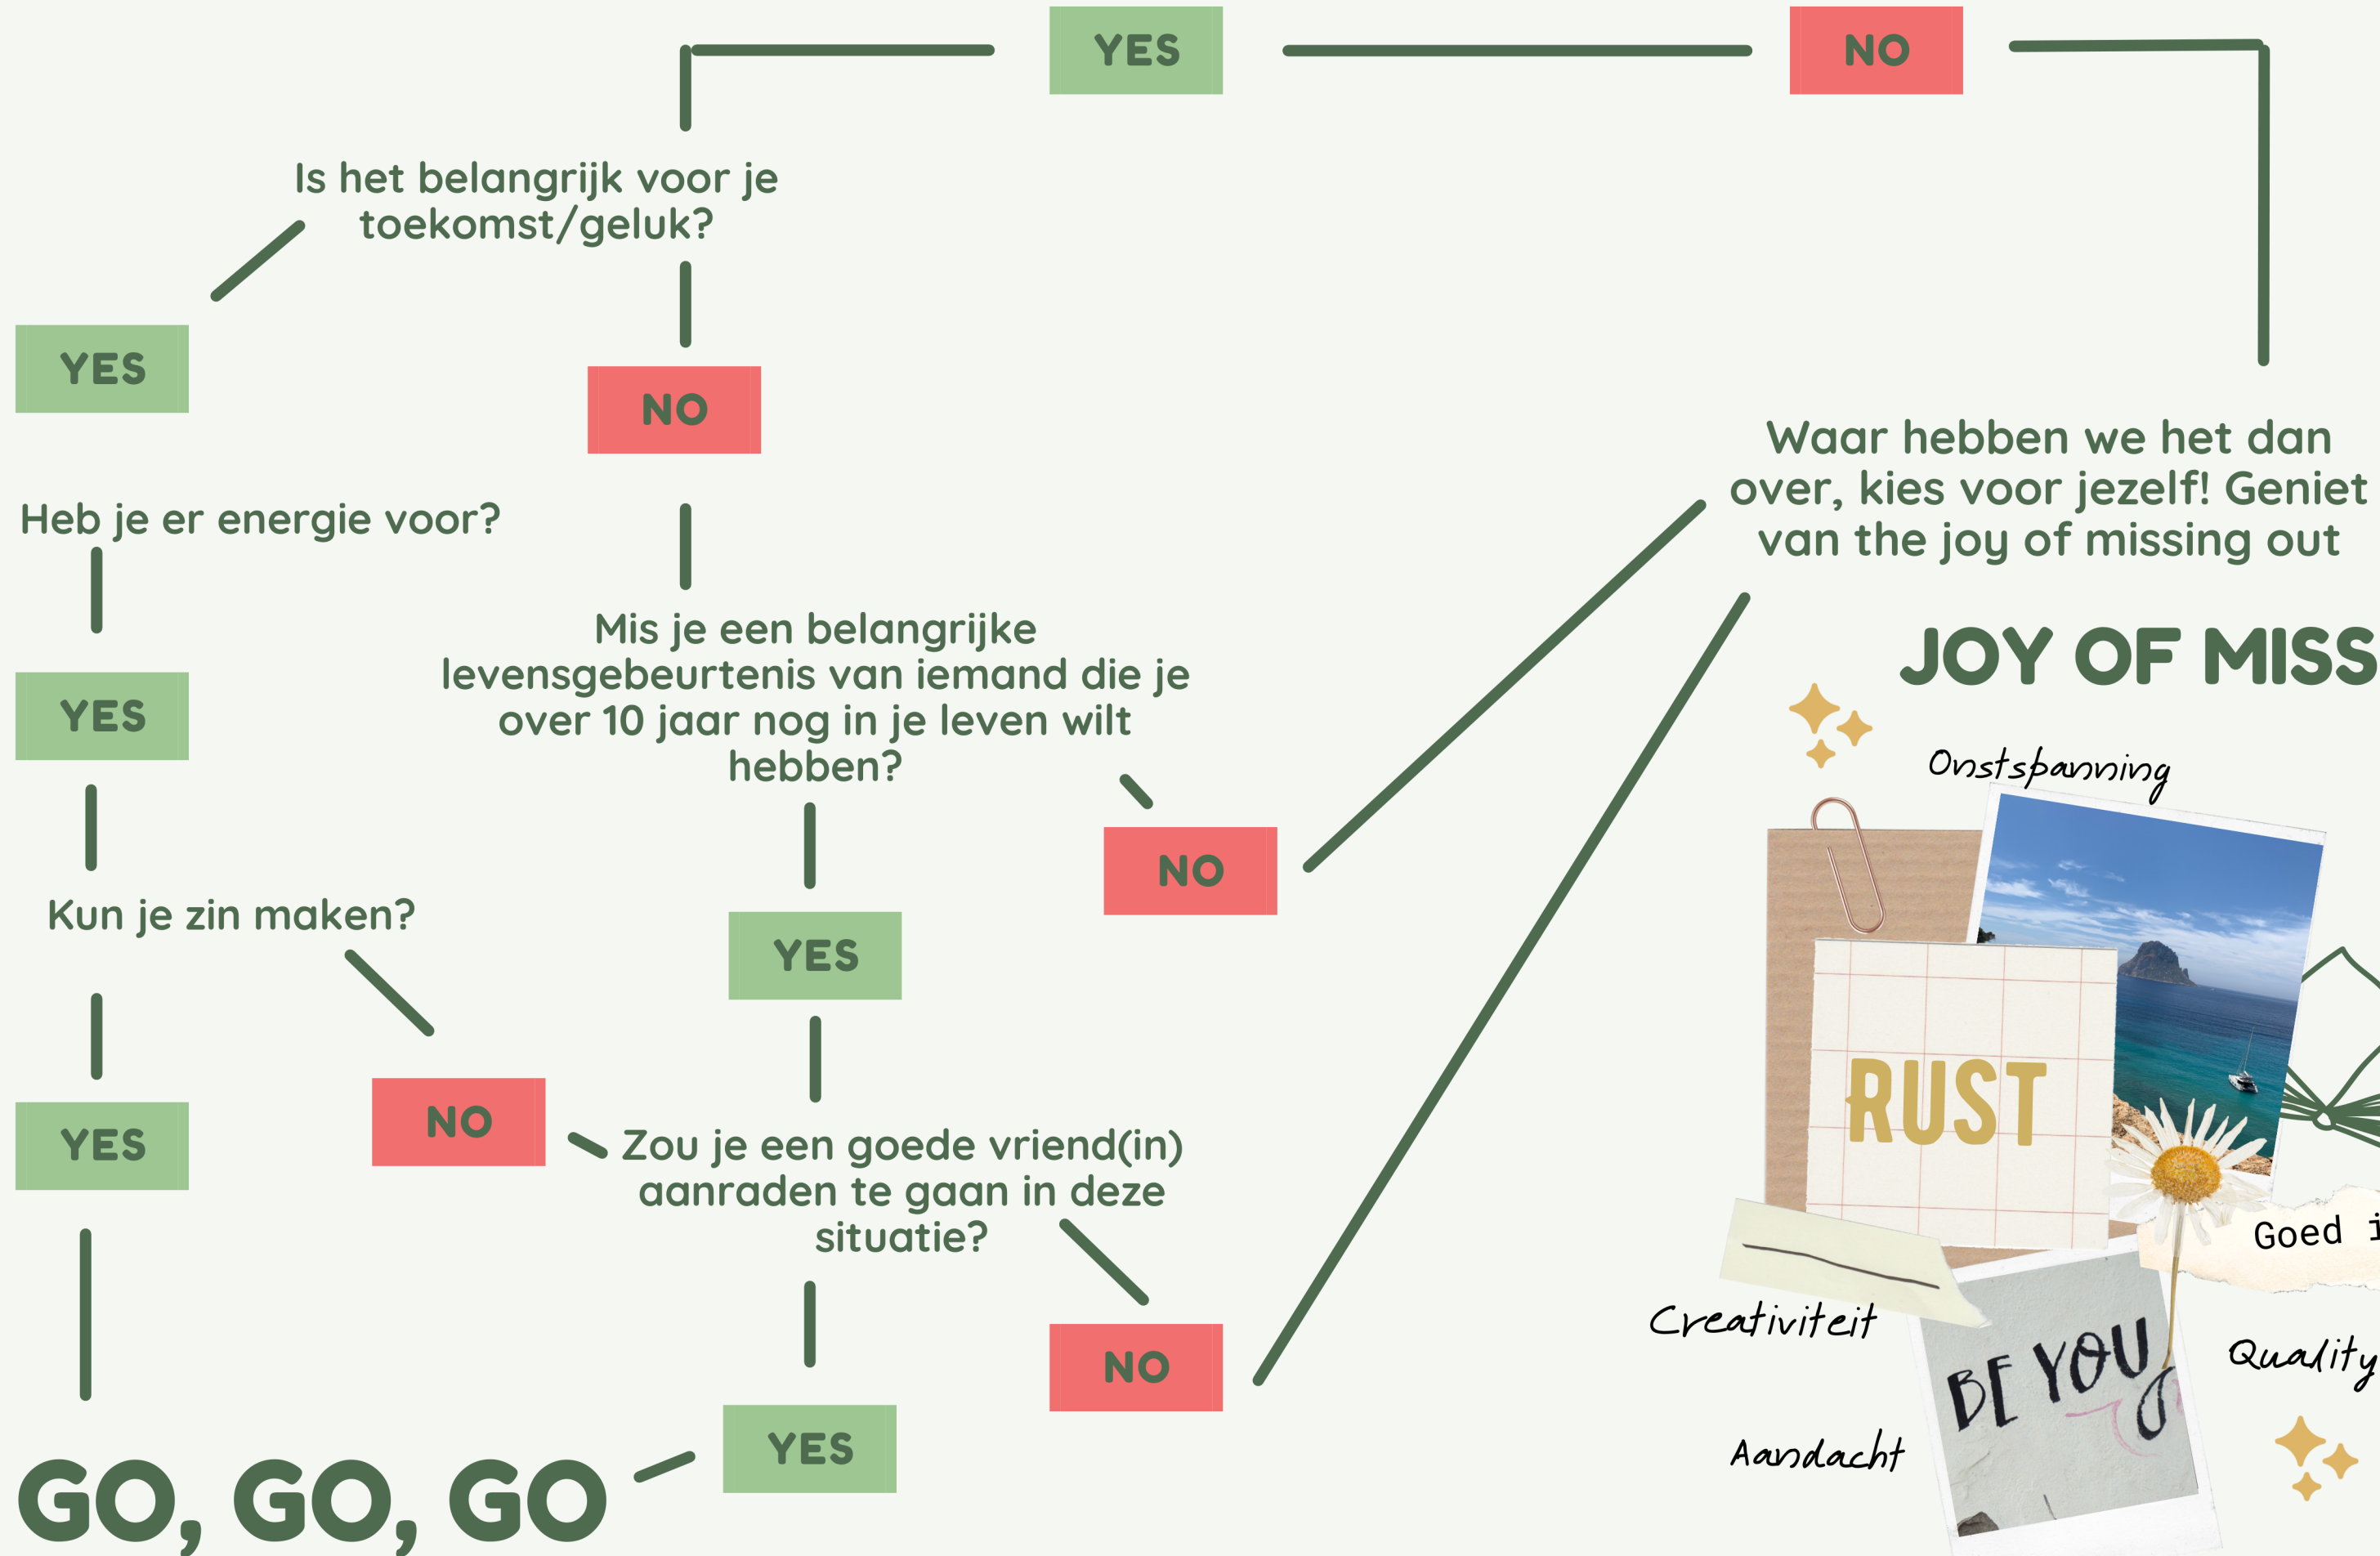 YES
NO
Is het belangrijk voor je
toekomst/geluk?
YES
NO
Heb je er energie voor?
Waar hebben we het dan
over, kies voor jezelf! Geniet
van the joy of missing out
Mis je een belangrijke
levensgebeurtenis van iemand die je
over 10 jaar nog in je leven wilt
hebben?
YES
NO
Kun je zin maken?
YES
NO
YES
Zou je een goede vriend(in)
aanraden te gaan in deze
situatie?
NO
YES
GO, GO, GO
JOY OF MISS
Onstspanning
RUST
Goed i
Creativiteit
BE YOU
Quality
Aandacht